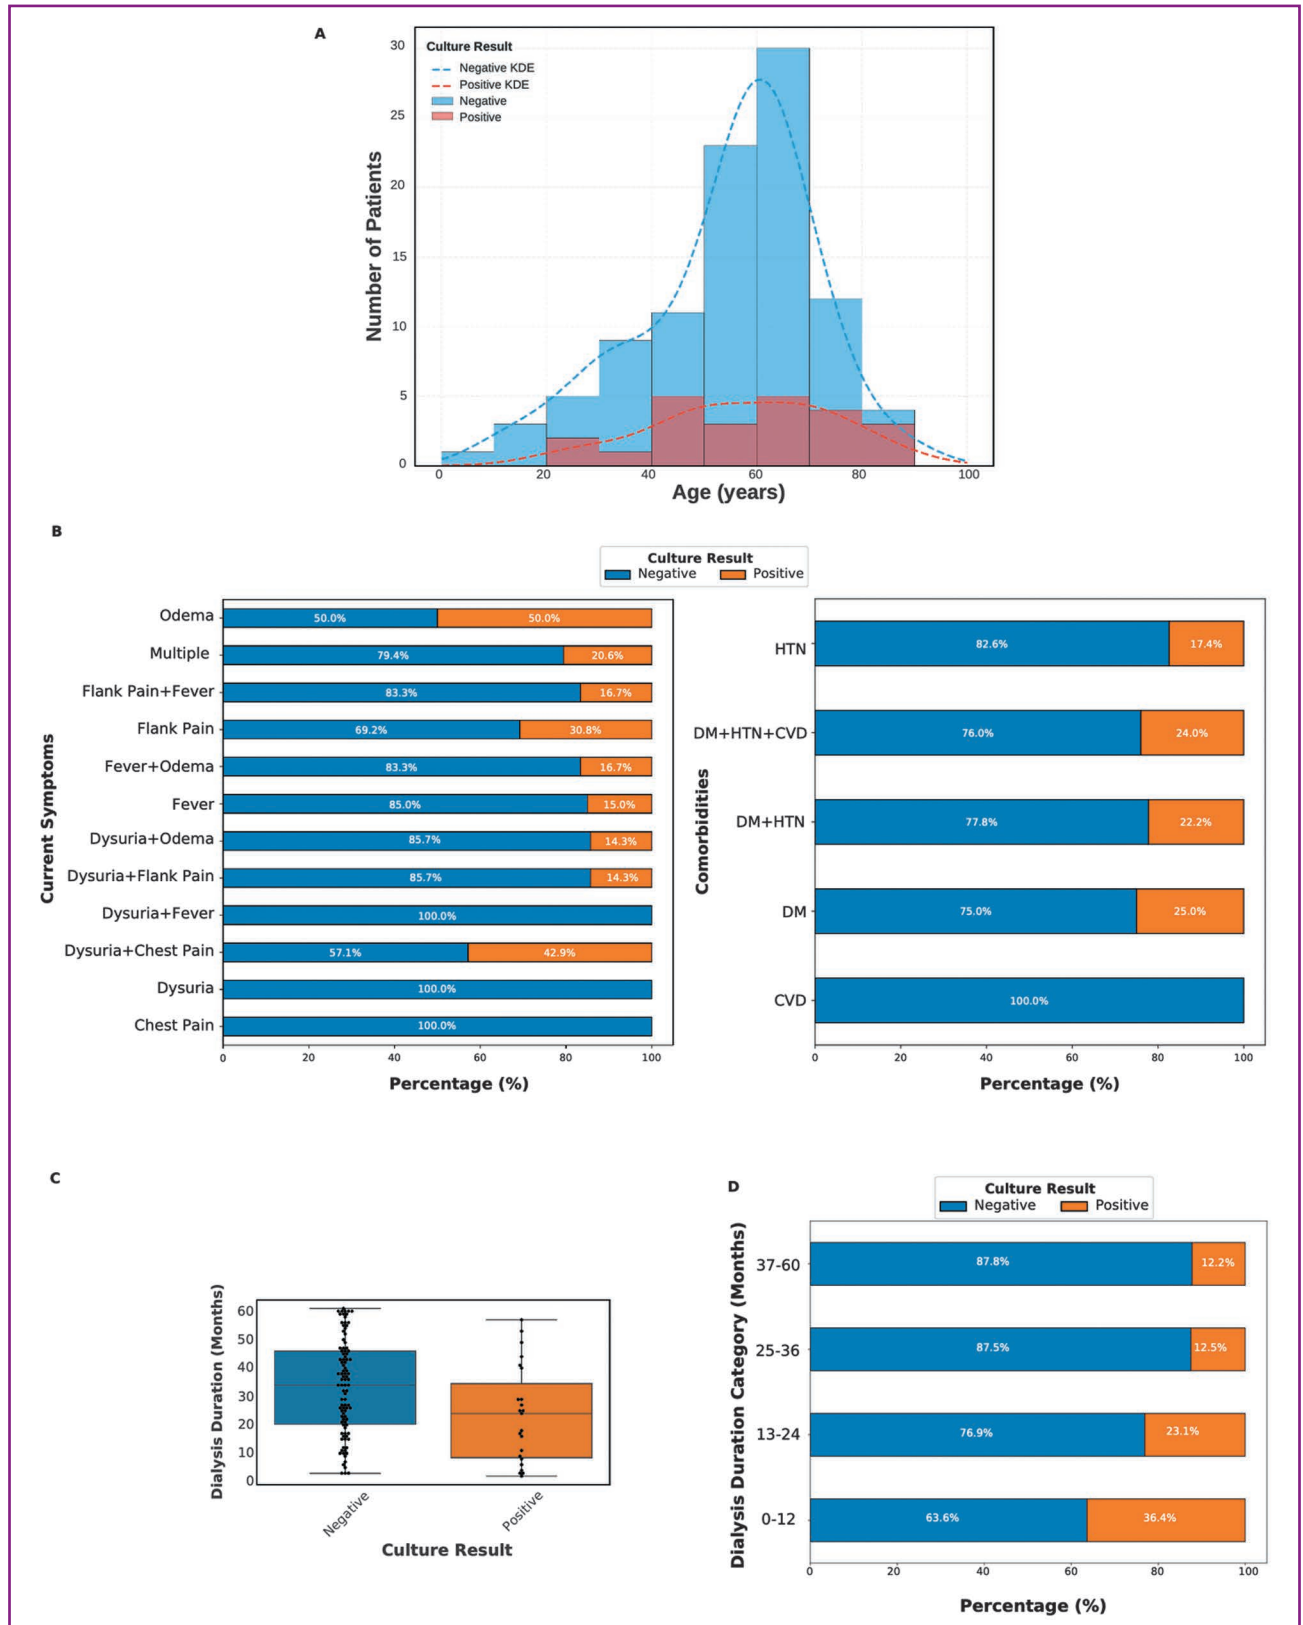 A
Culture Result
Negative KDE
Positive KDE
Negative
Positive
Number of Patients
30
25
20
15
10
5
0
0 20 40 60 80 100
Age (years)
B
Culture Result
Negative Positive
Current Symptoms
Odema 50.0% 50.0%
Multiple 79.4% 20.6%
Flank Pain+Fever 83.3% 16.7%
Flank Pain 69.2% 30.8%
Fever+Odema 83.3% 16.7%
Fever 85.0% 15.0%
Dysuria+Odema 85.7% 14.3%
Dysuria+Flank Pain 85.7% 14.3%
Dysuria+Fever 100.0%
Dysuria+Chest Pain 57.1% 42.9%
Dysuria 100.0%
Chest Pain 100.0%
0 20 40 60 80 100
Percentage (%)
Comorbidities
HTN 82.6% 17.4%
DM+HTN+CVD 76.0% 24.0%
DM+HTN 77.8% 22.2%
DM 75.0% 25.0%
CVD 100.0%
0 20 40 60 80 100
Percentage (%)
C
Dialysis Duration (Months)
60
50
40
30
20
10
0
Negative Positive
Culture Result
D
Culture Result
Negative Positive
Dialysis Duration Category (Months)
37-60 87.8% 12.2%
25-36 87.5% 12.5%
13-24 76.9% 23.1%
0-12 63.6% 36.4%
0 20 40 60 80 100
Percentage (%)